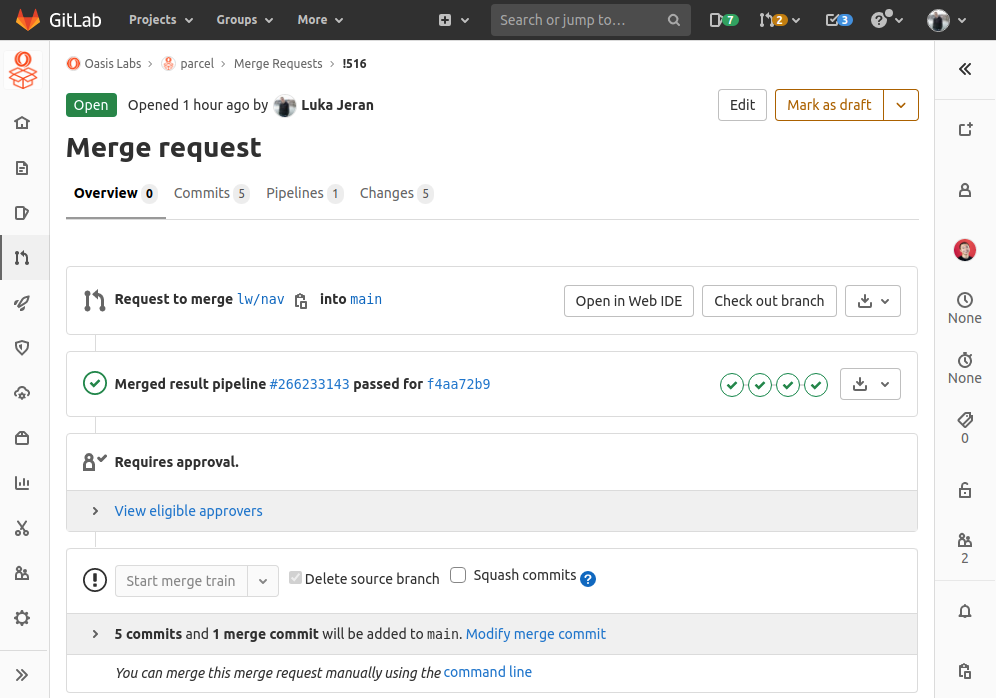 GitLab Projects Groups More Search or jump to... 7 2 3
Oasis Labs > parcel > Merge Requests > !516
Open Opened 1 hour ago by Luka Jeran Edit Mark as draft
Merge request
Overview 0 Commits 5 Pipelines 1 Changes 5
Request to merge lw/nav into main Open in Web IDE Check out branch
None
Merged result pipeline #266233143 passed for f4aa72b9
None
0
Requires approval.
View eligible approvers
2
Start merge train Delete source branch Squash commits ?
5 commits and 1 merge commit will be added to main. Modify merge commit
You can merge this merge request manually using the command line